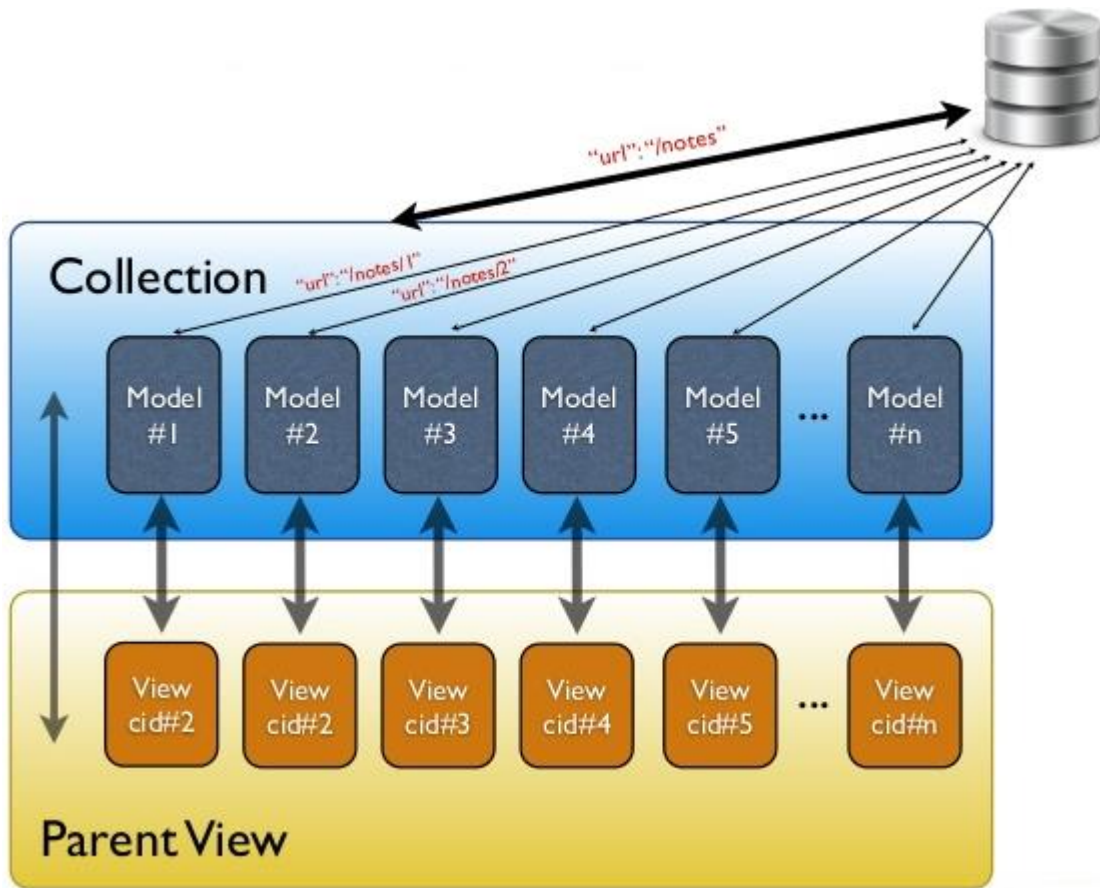 “url”:“/notes”
Collection
“url”:“/notes/1”
“url”:“/notes/2”
Model
#1
Model
#2
Model
#3
Model
#4
Model
#5
...
Model
#n
View
cid#2
View
cid#2
View
cid#3
View
cid#4
View
cid#5
...
View
cid#n
Parent View